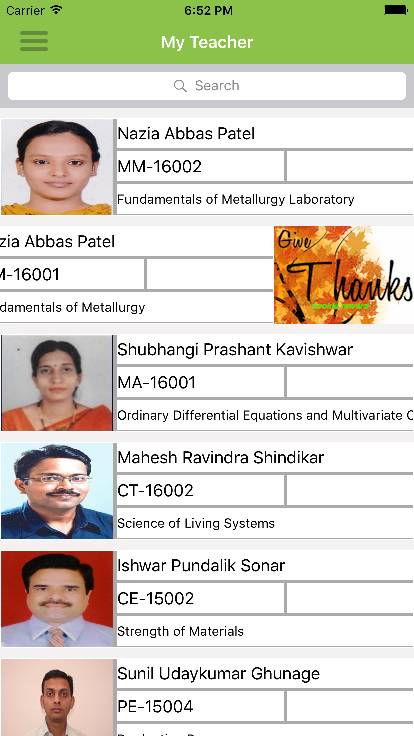 Carrier 6:52 PM
My Teacher
Search
Nazia Abbas Patel
MM-16002
Fundamentals of Metallurgy Laboratory
zia Abbas Patel
M-16001
damentals of Metallurgy
Give
Thanks
Shubhangi Prashant Kavishwar
MA-16001
Ordinary Differential Equations and Multivariate C
Mahesh Ravindra Shindikar
CT-16002
Science of Living Systems
Ishwar Pundalik Sonar
CE-15002
Strength of Materials
Sunil Udaykumar Ghunage
PE-15004